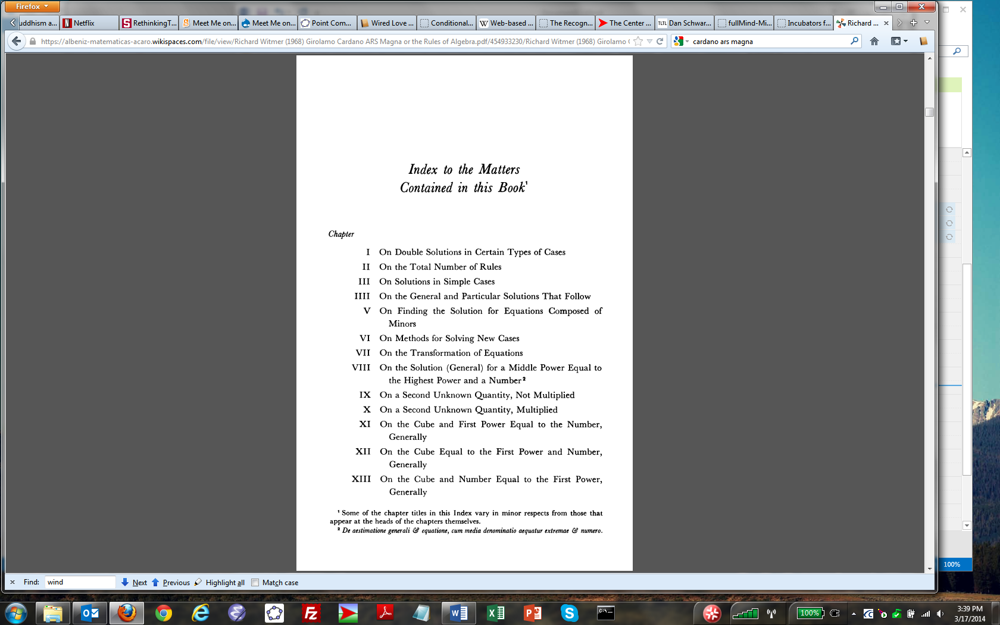 Firefox
uddhism a...
Netflix
RethinkingT...
Meet Me on...
Meet Me on...
Point Com...
Wired Love ...
Conditional...
Web-based ...
The Recogn...
The Center ...
TLTL Dan Schwar...
fullMind-Mi...
Incubators f...
Richard ...
https://albeniz-matematicas-acaro.wikispaces.com/file/view/Richard Witmer (1968) Girolamo Cardano ARS Magna or the Rules of Algebra.pdf/454933230/Richard Witmer (1968) Girolamo C
cardano ars magna
Index to the Matters
Contained in this Book¹
Chapter
I On Double Solutions in Certain Types of Cases
II On the Total Number of Rules
III On Solutions in Simple Cases
IIII On the General and Particular Solutions That Follow
V On Finding the Solution for Equations Composed of
Minors
VI On Methods for Solving New Cases
VII On the Transformation of Equations
VIII On the Solution (General) for a Middle Power Equal to
the Highest Power and a Number²
IX On a Second Unknown Quantity, Not Multiplied
X On a Second Unknown Quantity, Multiplied
XI On the Cube and First Power Equal to the Number,
Generally
XII On the Cube Equal to the First Power and Number,
Generally
XIII On the Cube and Number Equal to the First Power,
Generally
¹ Some of the chapter titles in this Index vary in minor respects from those that
appear at the heads of the chapters themselves.
² De aestimatione generali & equatione, cum media denominatio aequatur extremae & numero.
100%
Find: wind Next Previous Highlight all Match case
100%
3:39 PM
3/17/2014